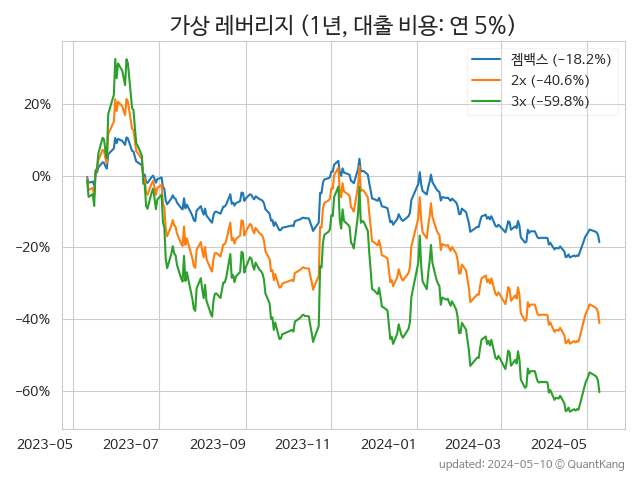 가상 레버리지 (1년, 대출 비용: 연 5%)
젬백스 (−18.2%)
2x (−40.6%)
3x (−59.8%)
20%
0%
−20%
−40%
−60%
2023-05 2023-07 2023-09 2023-11 2024-01 2024-03 2024-05
updated: 2024-05-10 © QuantKang